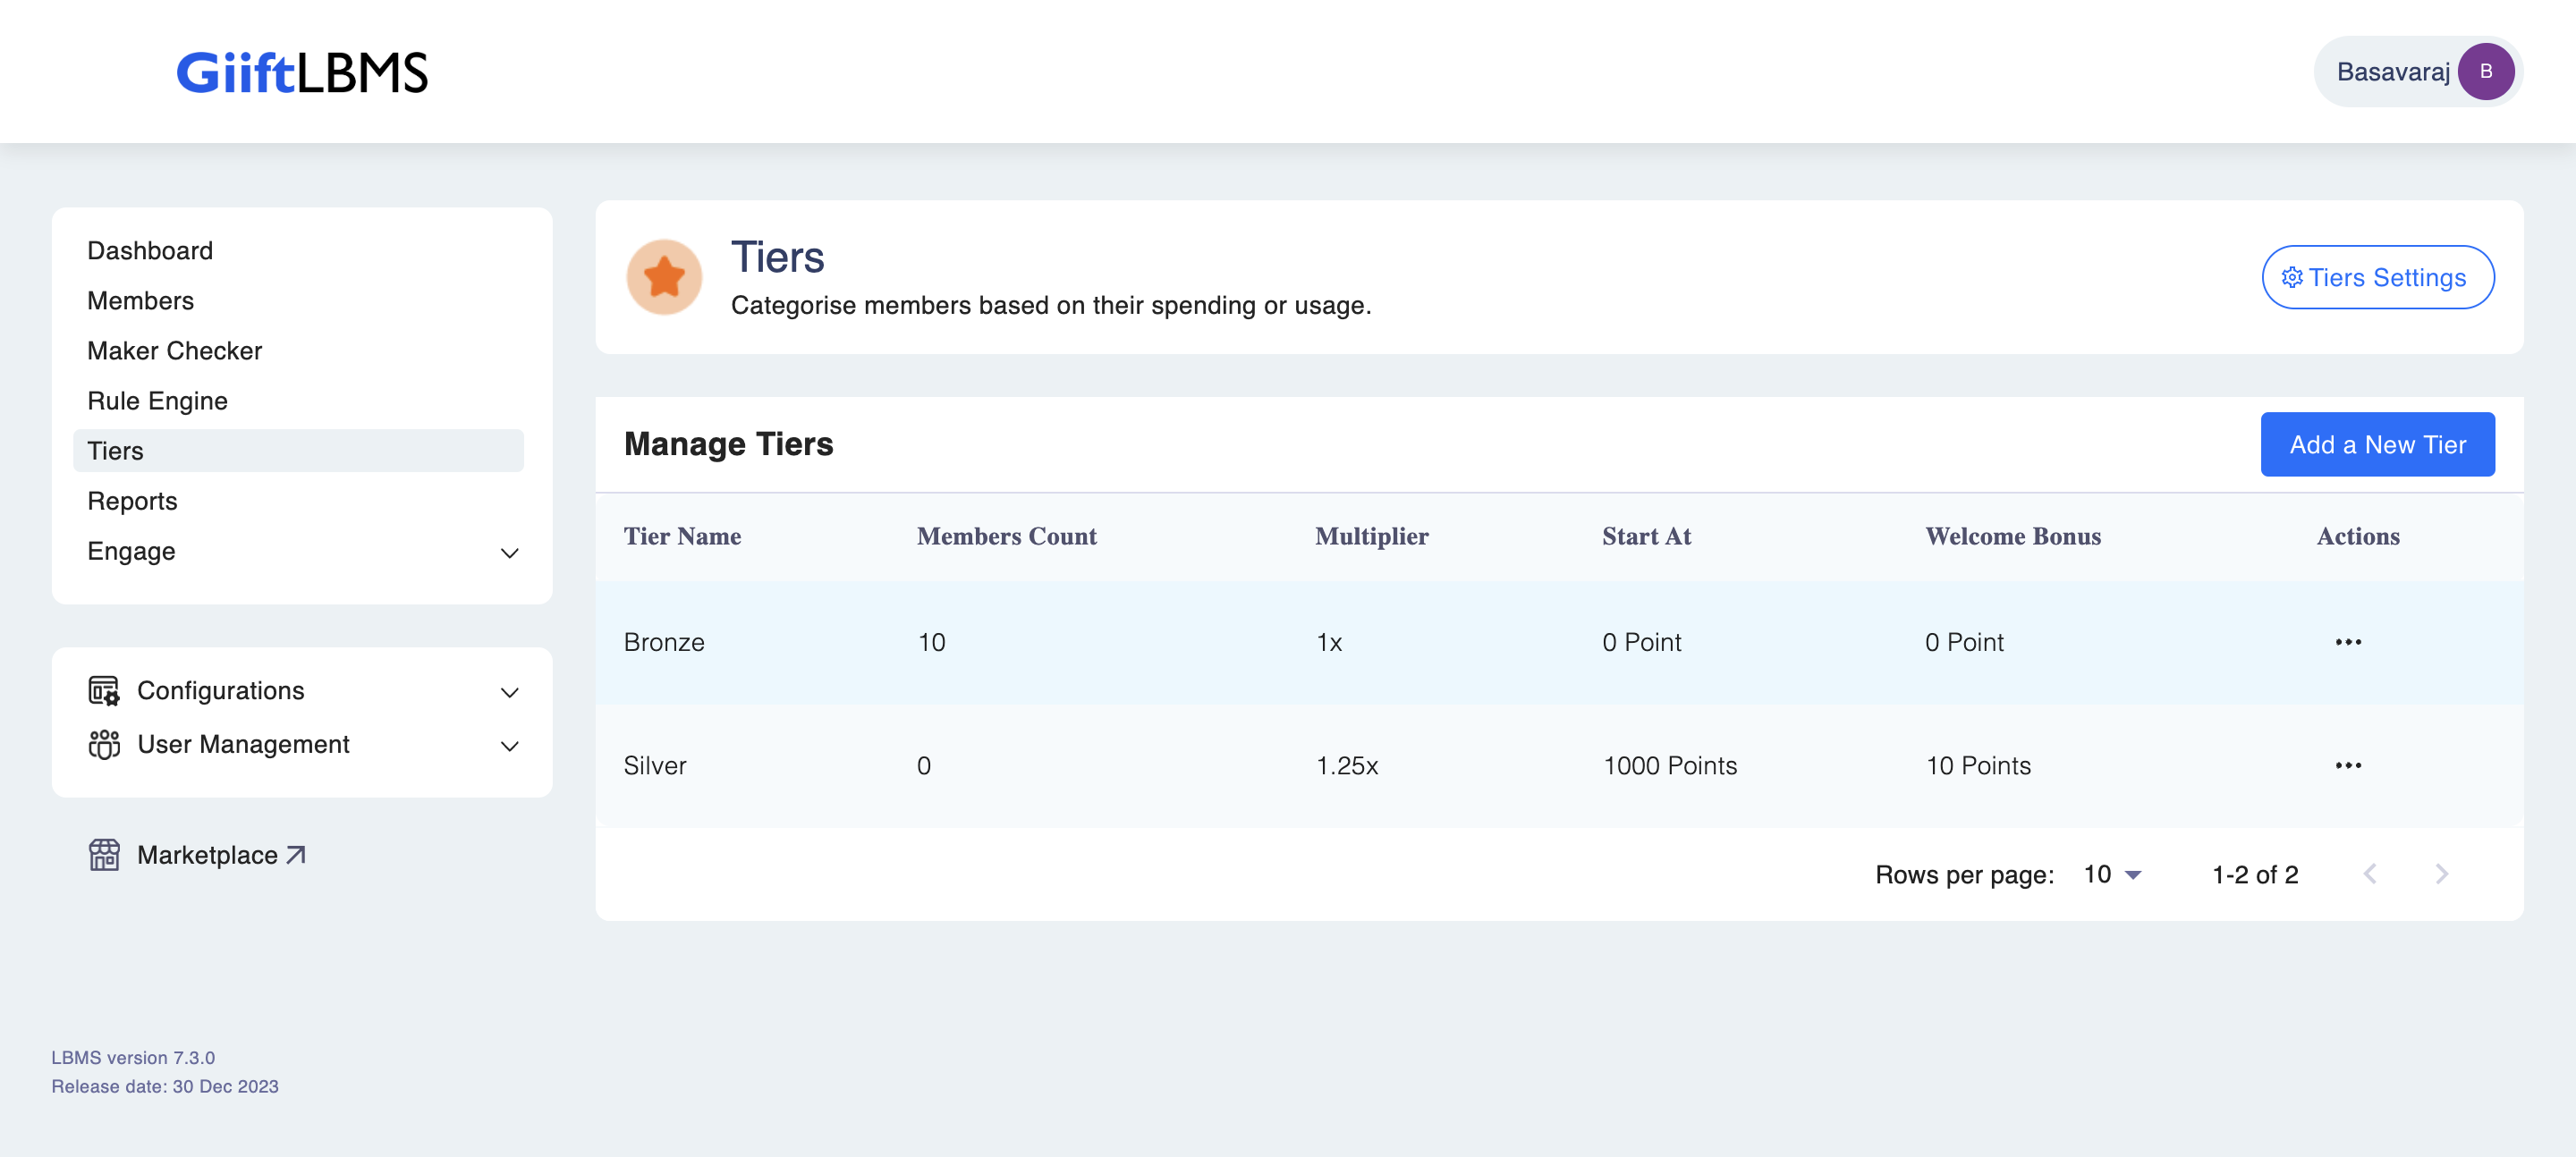 GiiftLBMS
Basavaraj B
Dashboard
Members
Maker Checker
Rule Engine
Tiers
Reports
Engage
Configurations
User Management
Marketplace
LBMS version 7.3.0
Release date: 30 Dec 2023
Tiers
Categorise members based on their spending or usage.
Tiers Settings
Manage Tiers
Add a New Tier
Tier Name Members Count Multiplier Start At Welcome Bonus Actions
Bronze 10 1x 0 Point 0 Point
Silver 0 1.25x 1000 Points 10 Points
Rows per page: 10 1-2 of 2